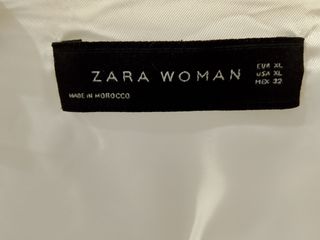 ZARA WOMAN
EUR XL
USA XL
MEX 32
MADE IN MOROCCO